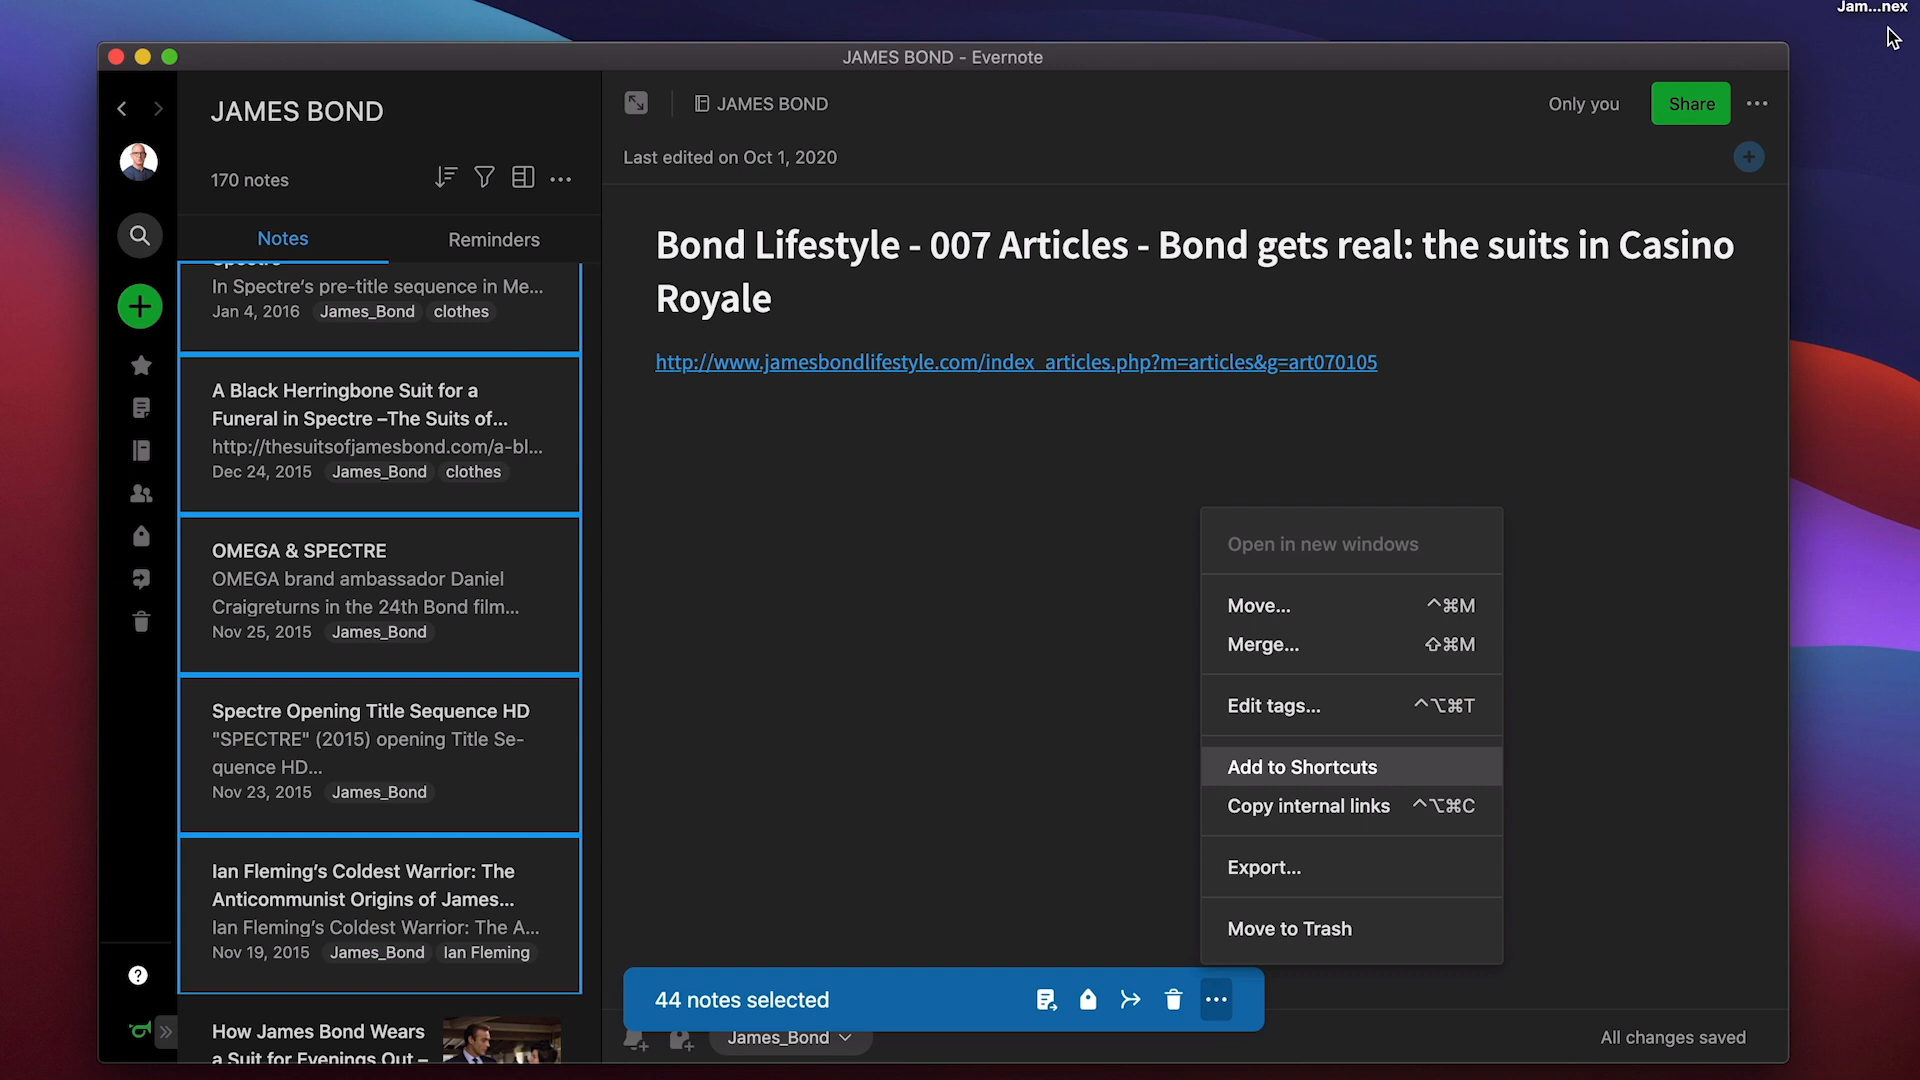 Jam...nex
JAMES BOND - Evernote
JAMES BOND
170 notes
Notes
Reminders
Spectre
In Spectre's pre-title sequence in Me...
Jan 4, 2016 James_Bond clothes
A Black Herringbone Suit for a
Funeral in Spectre –The Suits of...
http://thesuitsofjamesbond.com/a-bl...
Dec 24, 2015 James_Bond clothes
OMEGA & SPECTRE
OMEGA brand ambassador Daniel
Craigreturns in the 24th Bond film...
Nov 25, 2015 James_Bond
Spectre Opening Title Sequence HD
"SPECTRE" (2015) opening Title Se-
quence HD...
Nov 23, 2015 James_Bond
Ian Fleming's Coldest Warrior: The
Anticommunist Origins of James...
Ian Fleming's Coldest Warrior: The A...
Nov 19, 2015 James_Bond Ian Fleming
How James Bond Wears
a Suit for Evenings Out –
JAMES BOND
Only you
Share
Last edited on Oct 1, 2020
Bond Lifestyle - 007 Articles - Bond gets real: the suits in Casino
Royale
http://www.jamesbondlifestyle.com/index_articles.php?m=articles&g=art070105
Open in new windows
Move... ^⌘M
Merge... ⇧⌘M
Edit tags... ^⌥⌘T
Add to Shortcuts
Copy internal links ^⌥⌘C
Export...
Move to Trash
44 notes selected
James_Bond
All changes saved